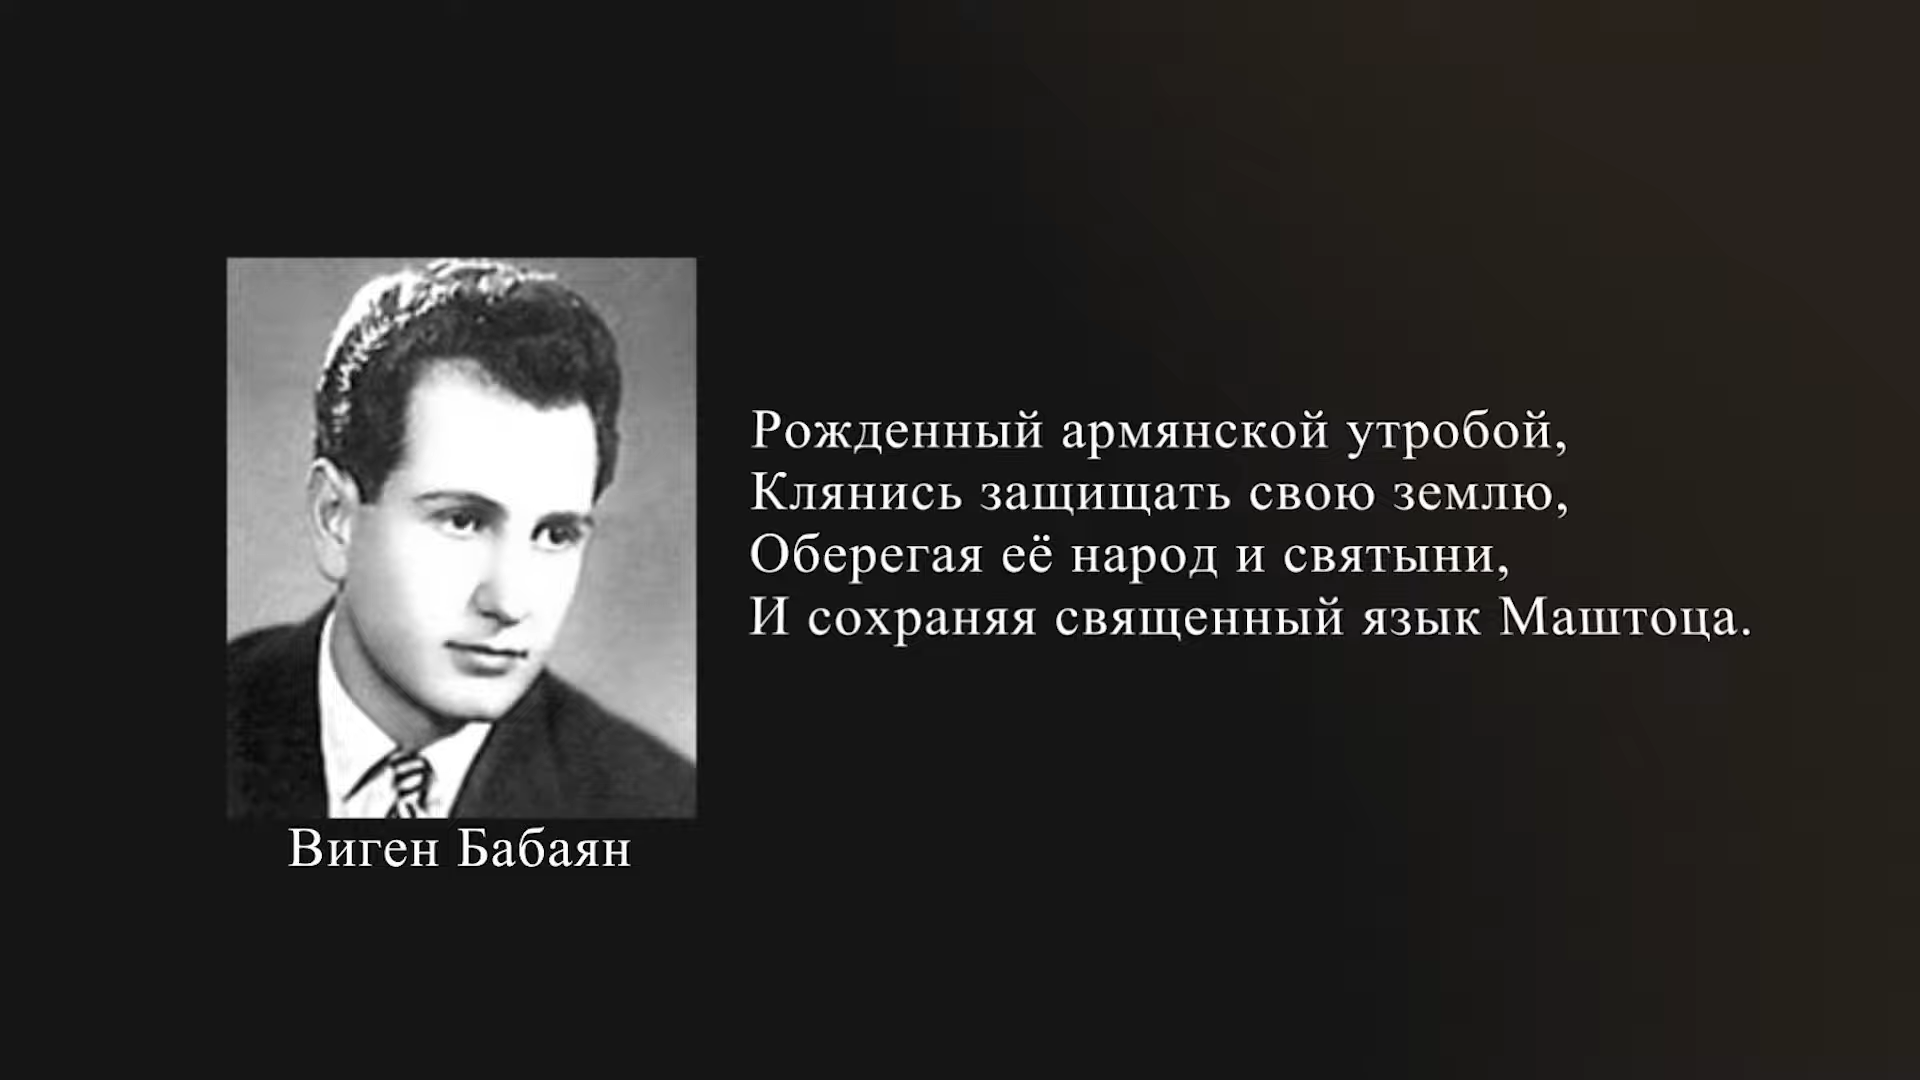 Рожденный армянской утробой,
Клянись защищать свою землю,
Оберегая её народ и святыни,
И сохраняя священный язык Маштоца.
Виген Бабаян